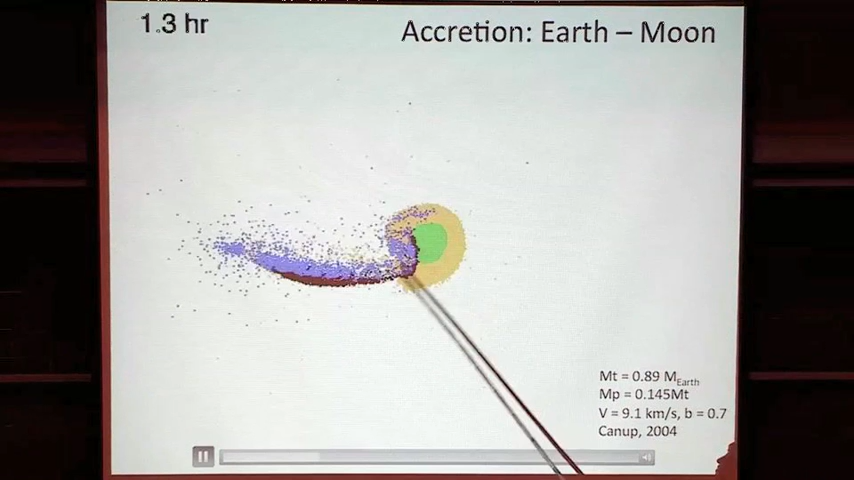 1.3 hr
Accretion: Earth – Moon
Mt = 0.89 MEarth
Mp = 0.145Mt
V = 9.1 km/s, b = 0.7
Canup, 2004